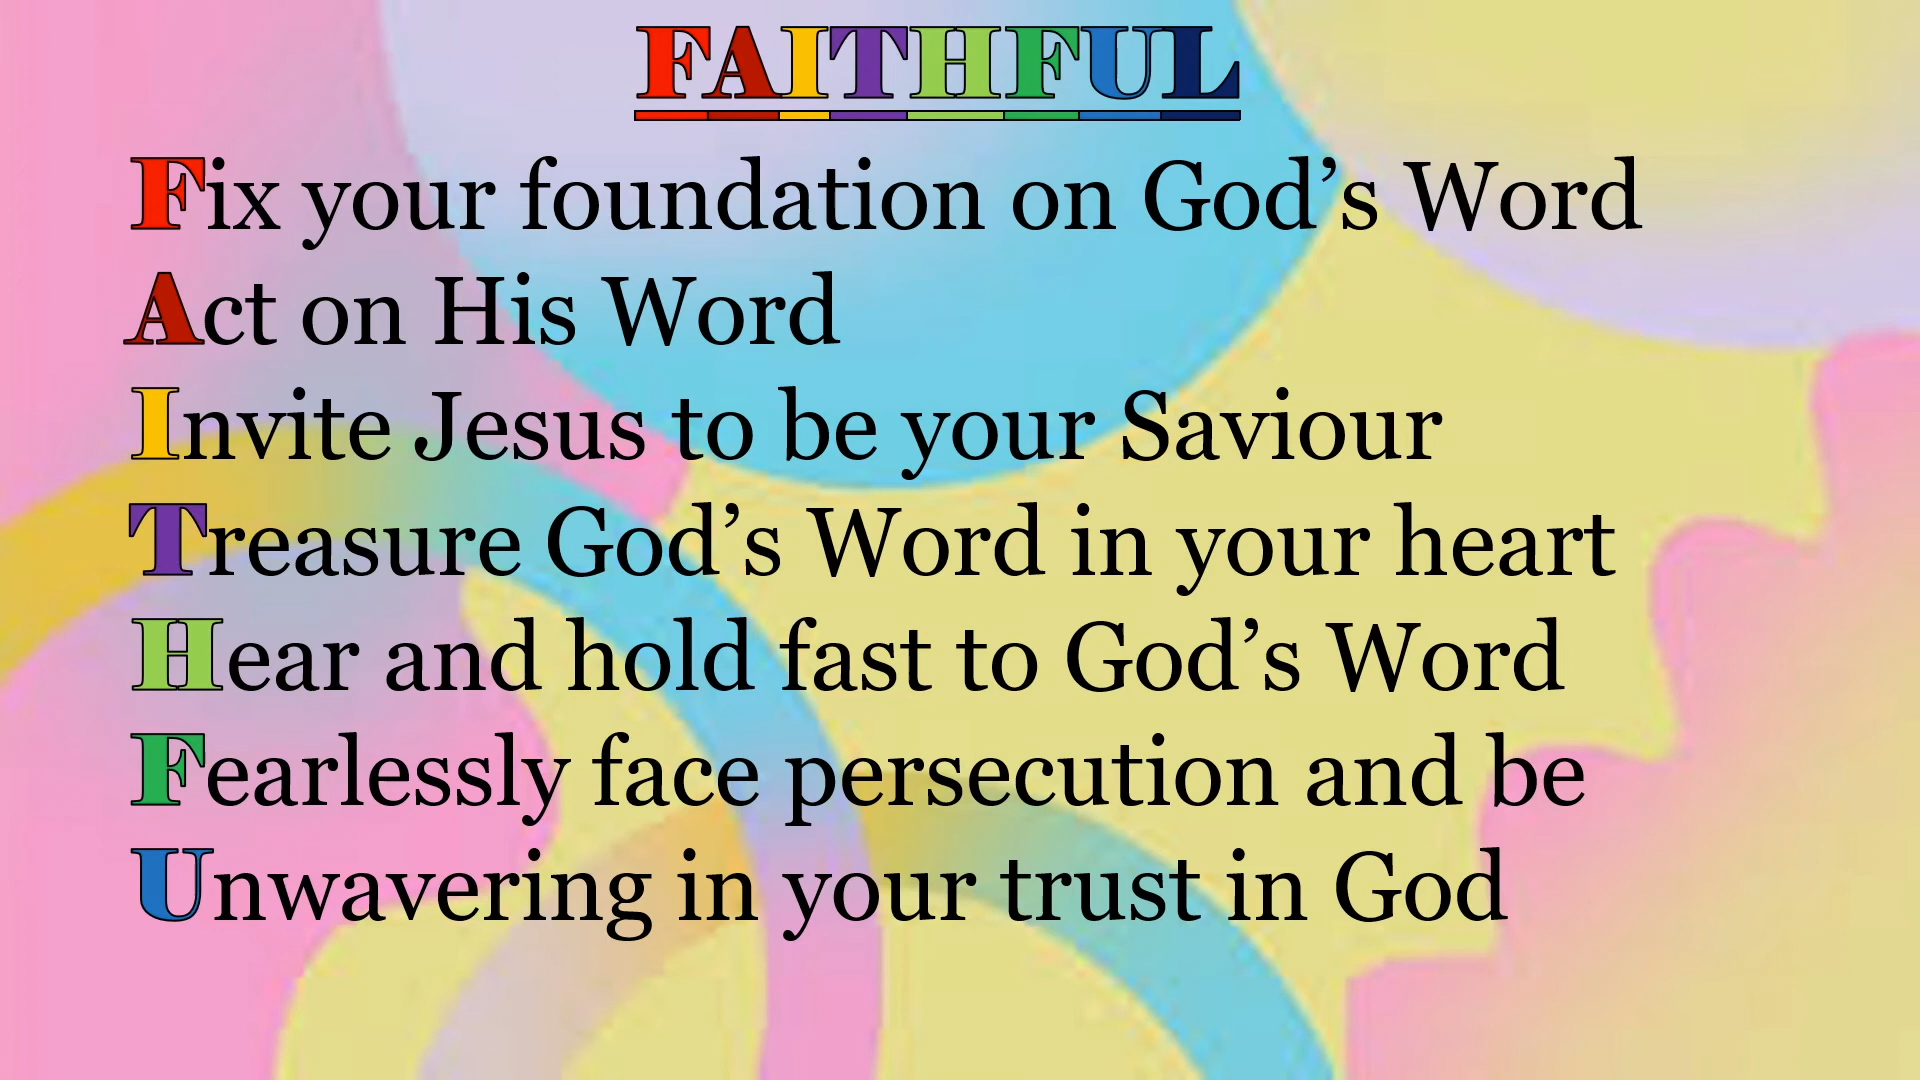 FAITHFUL
Fix your foundation on God’s Word
Act on His Word
Invite Jesus to be your Saviour
Treasure God’s Word in your heart
Hear and hold fast to God’s Word
Fearlessly face persecution and be
Unwavering in your trust in God